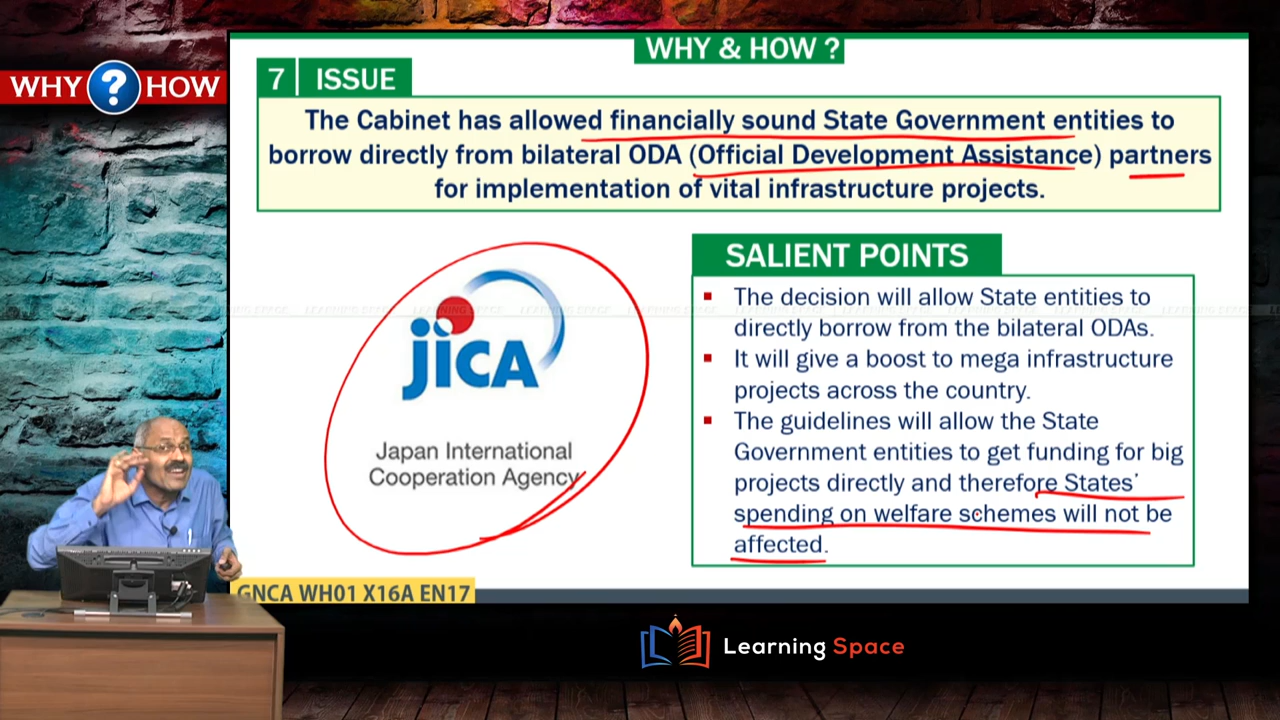 WHY & HOW ?
WHY ? HOW
7 ISSUE
The Cabinet has allowed financially sound State Government entities to
borrow directly from bilateral ODA (Official Development Assistance) partners
for implementation of vital infrastructure projects.
JICA
Japan International
Cooperation Agency
SALIENT POINTS
▪ The decision will allow State entities to
directly borrow from the bilateral ODAs.
▪ It will give a boost to mega infrastructure
projects across the country.
▪ The guidelines will allow the State
Government entities to get funding for big
projects directly and therefore States'
spending on welfare schemes will not be
affected.
LEARNING SPACE
GNCA WH01 X16A EN17
Learning Space